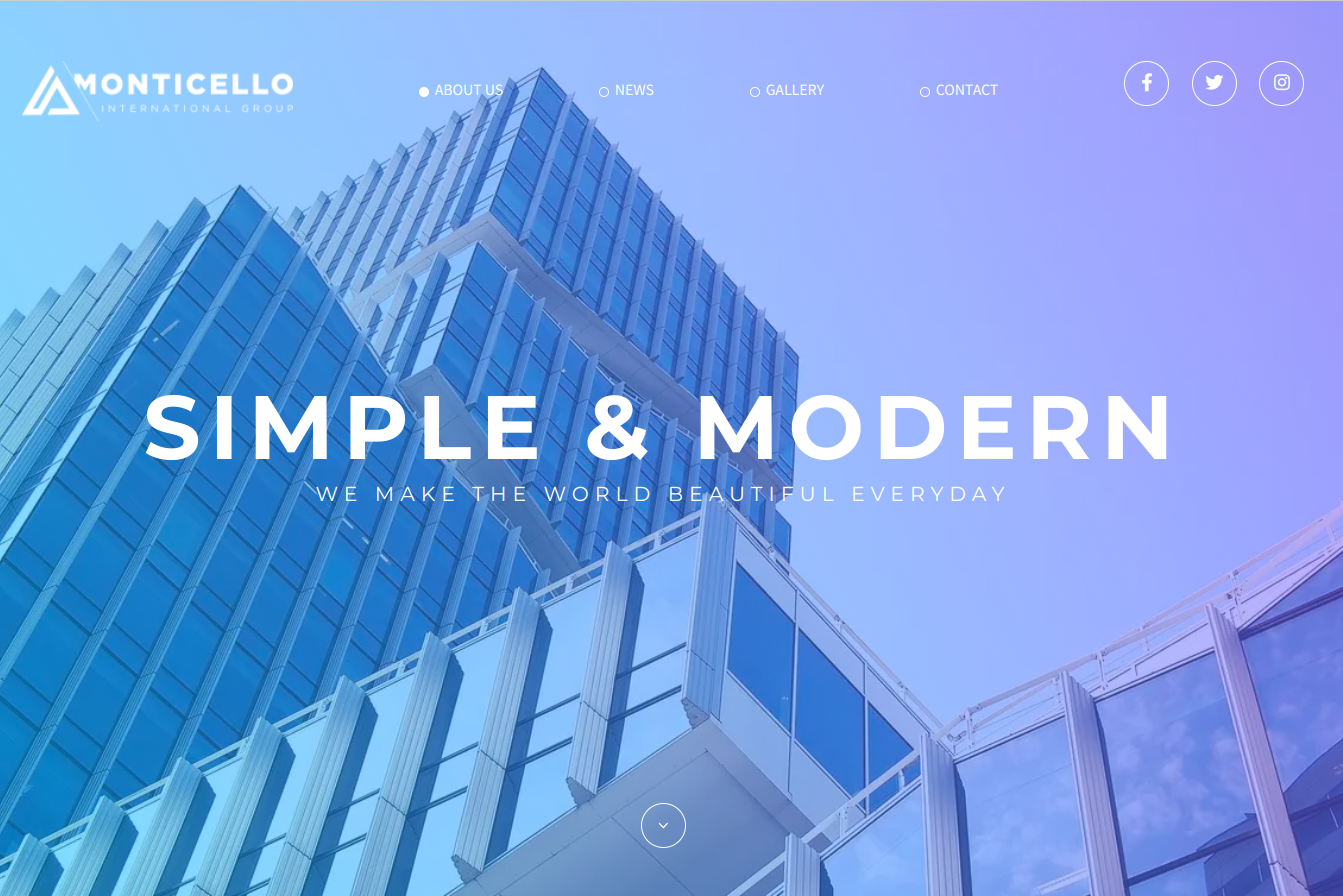 MONTICELLO
INTERNATIONAL GROUP
ABOUT US
NEWS
GALLERY
CONTACT
SIMPLE & MODERN
WE MAKE THE WORLD BEAUTIFUL EVERYDAY